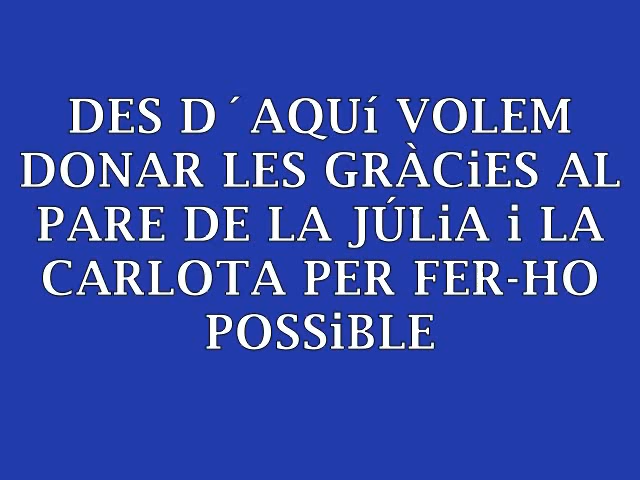 DES D´AQUí VOLEM
DONAR LES GRÀCiES AL
PARE DE LA JÚLiA i LA
CARLOTA PER FER-HO
POSSiBLE